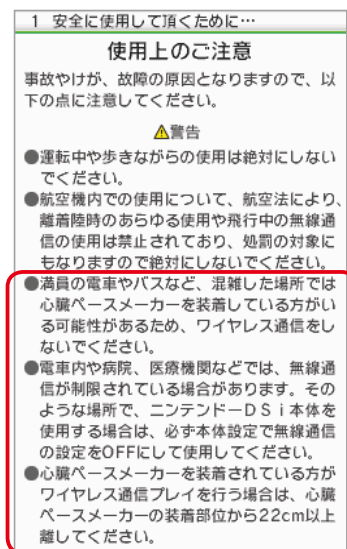 1 安全に使用して頂くために…
使用上のご注意
事故やけが、故障の原因となりますので、以
下の点に注意してください。
⚠警告
●運転中や歩きながらの使用は絶対にしない
でください。
●航空機内での使用について、航空法により、
離着陸時のあらゆる使用や飛行中の無線通
信の使用は禁止されており、処罰の対象に
もなりますので絶対にしないでください。
●満員の電車やバスなど、混雑した場所では
心臓ペースメーカーを装着している方がい
る可能性があるため、ワイヤレス通信をし
ないでください。
●電車内や病院、医療機関などでは、無線通
信が制限されている場合があります。その
ような場所で、ニンテンドーDSi本体を
使用する場合は、必ず本体設定で無線通信
の設定をOFFにして使用してください。
●心臓ペースメーカーを装着されている方が
ワイヤレス通信プレイを行う場合は、心臓
ペースメーカーの装着部位から22cm以上
離してください。